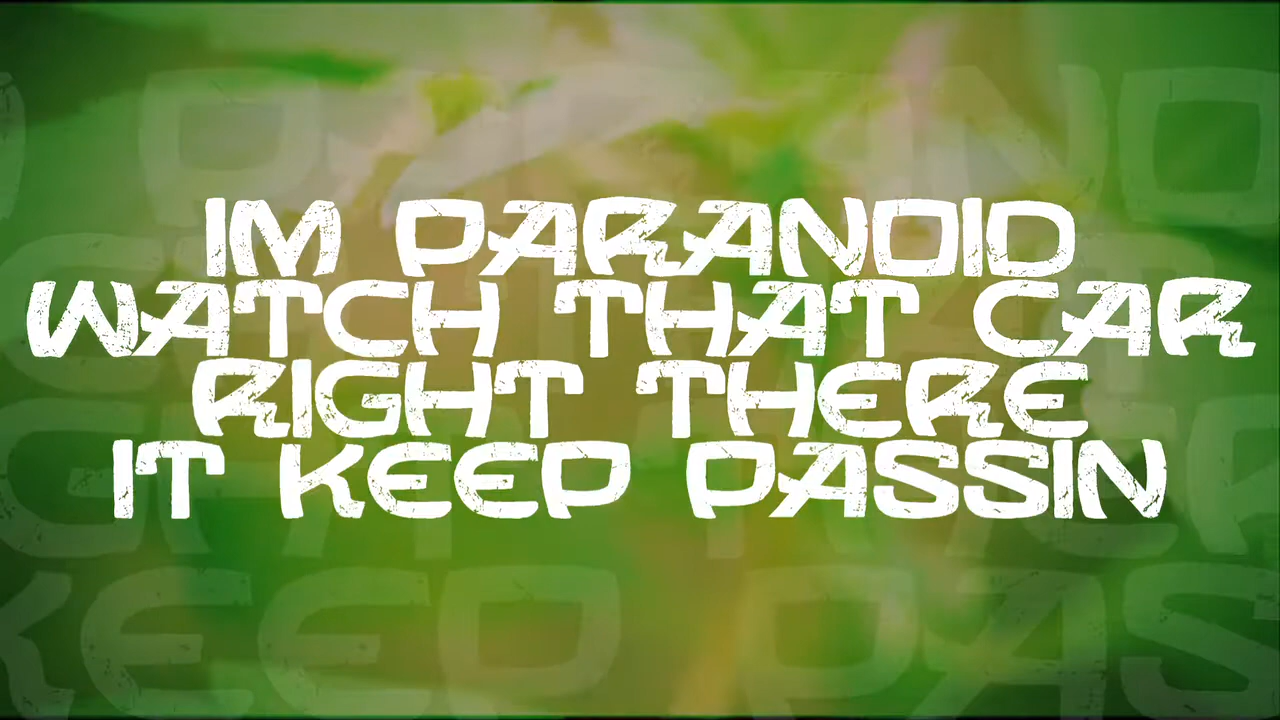 IM PARANOID
WATCH THAT CAR
RIGHT THERE
IT KEEP PASSIN